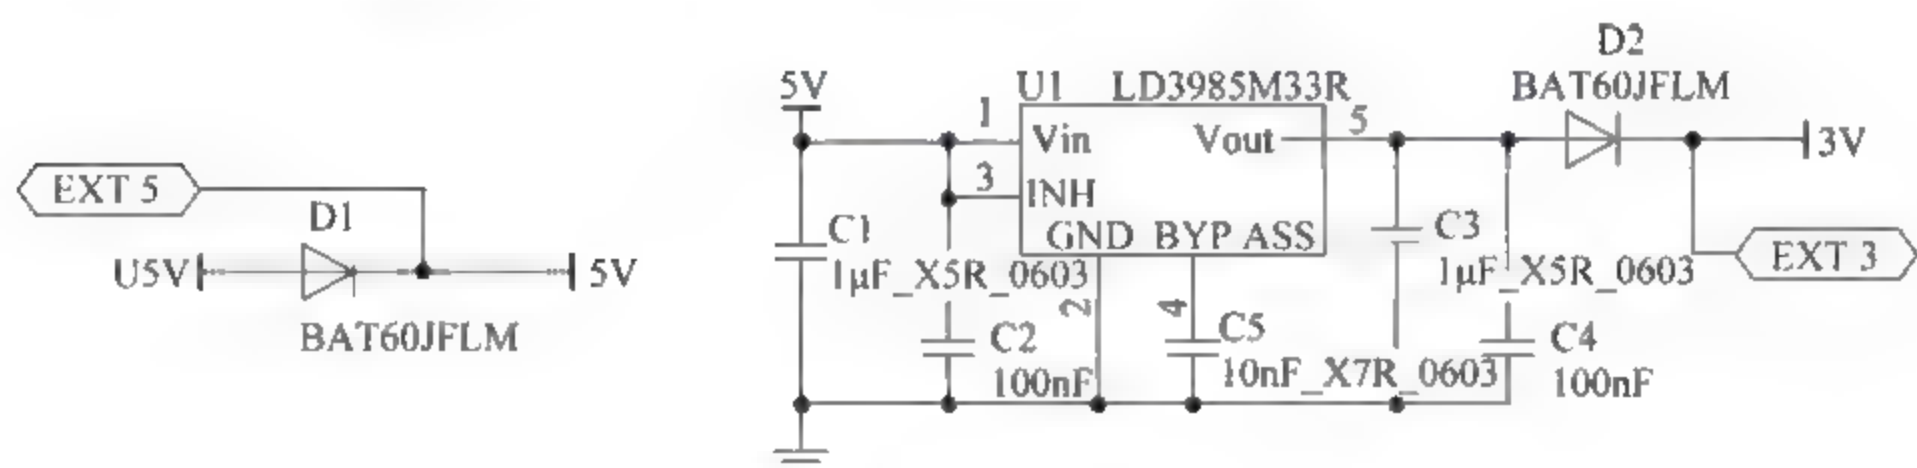 EXT 5
D1
U5V
5V
BAT60JFLM
5V
U1
LD3985M33R
1
Vin
Vout
5
3
INH
GND
BYP ASS
C1
1µF_X5R_0603
2
4
C2
100nF
C5
10nF_X7R_0603
C3
1µF_X5R_0603
C4
100nF
D2
BAT60JFLM
3V
EXT 3